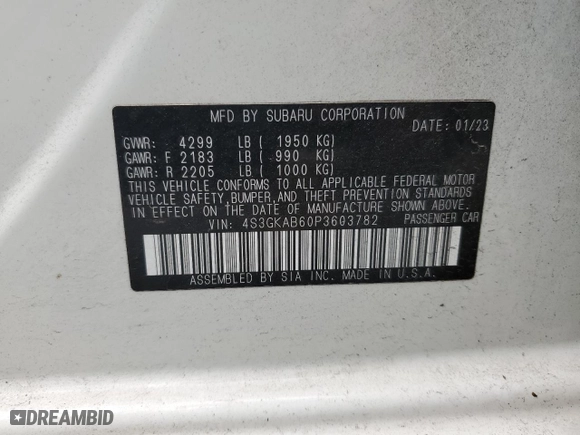 MFD BY SUBARU CORPORATION
DATE: 01/23
GVWR: 4299 LB ( 1950 KG)
GAWR: F 2183 LB ( 990 KG)
GAWR: R 2205 LB ( 1000 KG)
THIS VEHICLE CONFORMS TO ALL APPLICABLE FEDERAL MOTOR
VEHICLE SAFETY,BUMPER,AND THEFT PREVENTION STANDARDS
IN EFFECT ON THE DATE OF MANUFACTURE SHOWN ABOVE.
VIN: 4S3GKAB60P3603782 PASSENGER CAR
ASSEMBLED BY SIA INC. MADE IN U.S.A.
DREAMBID